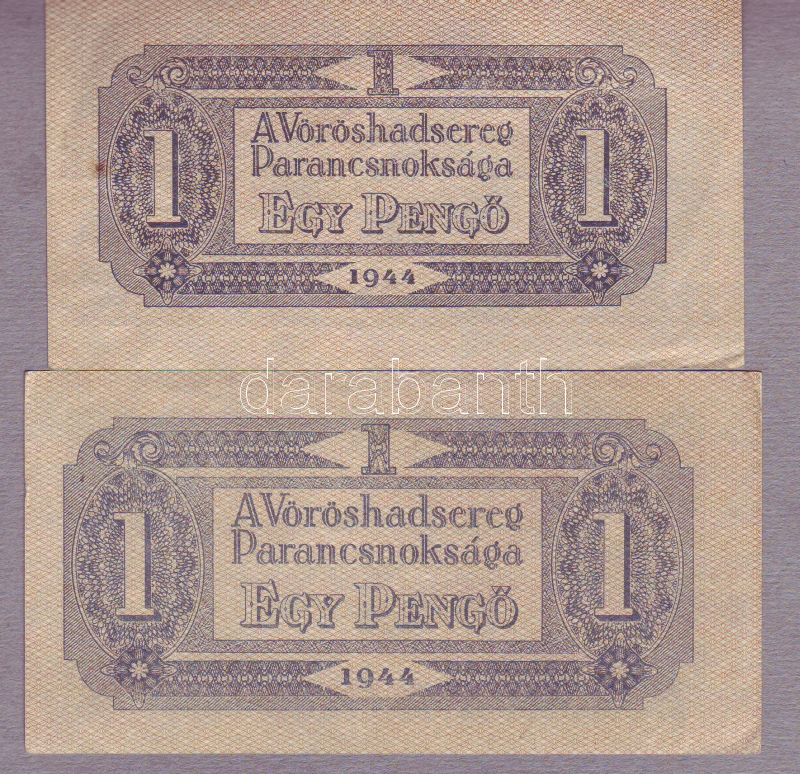 1
A Vöröshadsereg
Parancsnoksága
1 1
EGY PENGŐ
1944
darabanth
1
A Vöröshadsereg
Parancsnoksága
1 1
EGY PENGŐ
1944